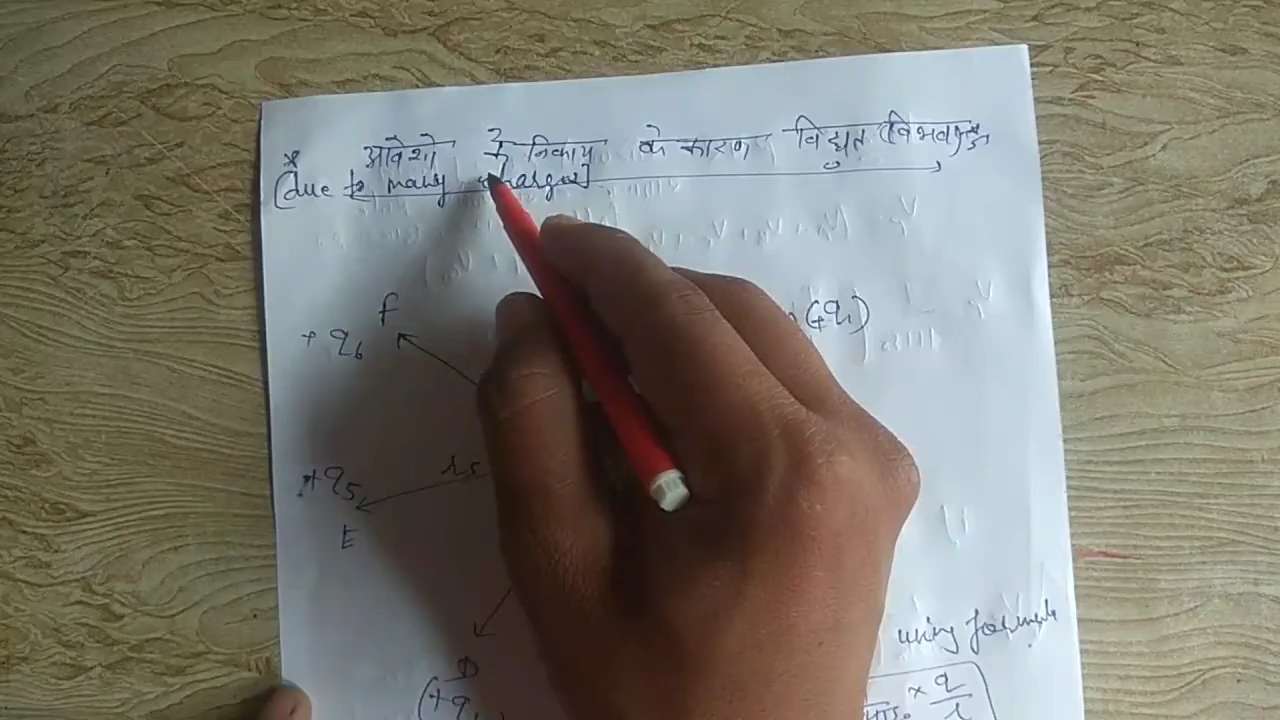 * आवेशो के निकाय के कारण विद्युत विभव
(due to many charges]
f
+ q6
(+q1)
r5
+q5
E
using formula
D
(+q
× q
r